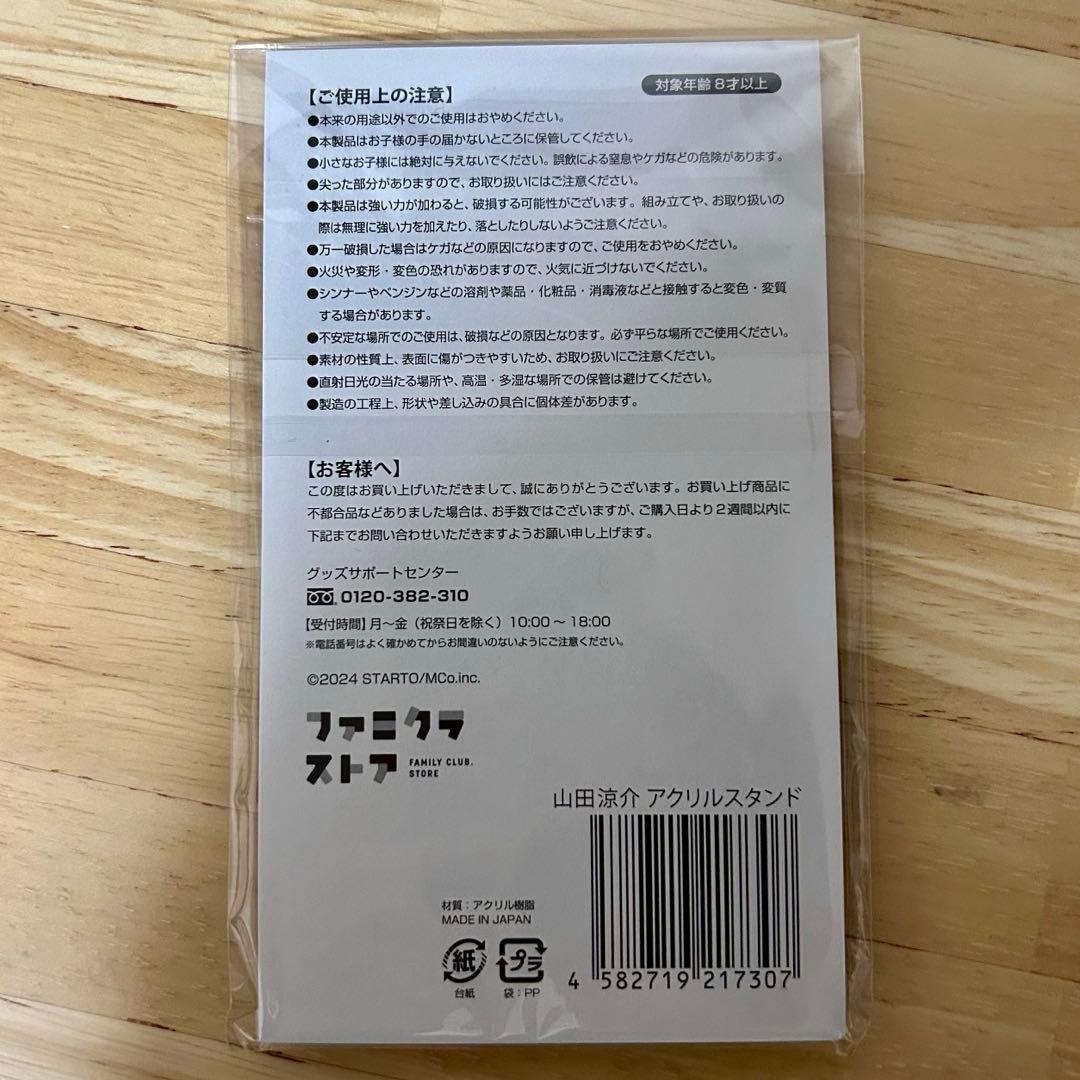 対象年齢 8才以上
【ご使用上の注意】
●本来の用途以外でのご使用はおやめください。
●本製品はお子様の手の届かないところに保管してください。
●小さなお子様には絶対に与えないでください。誤飲による窒息やケガなどの危険があります。
●尖った部分がありますので、お取り扱いにはご注意ください。
●本製品は強い力が加わると、破損する可能性がございます。組み立てや、お取り扱いの
際は無理に強い力を加えたり、落としたりしないようご注意ください。
●万一破損した場合はケガなどの原因になりますので、ご使用をおやめください。
●火災や変形・変色の恐れがありますので、火気に近づけないでください。
●シンナーやベンジンなどの溶剤や薬品・化粧品・消毒液などと接触すると変色・変質
する場合があります。
●不安定な場所でのご使用は、破損などの原因となります。必ず平らな場所でご使用ください。
●素材の性質上、表面に傷がつきやすいため、お取り扱いにご注意ください。
●直射日光の当たる場所や、高温・多湿な場所での保管は避けてください。
●製造の工程上、形状や差し込みの具合に個体差があります。
【お客様へ】
この度はお買い上げいただきまして、誠にありがとうございます。お買い上げ商品に
不都合品などありました場合は、お手数ではございますが、ご購入日より2週間以内に
下記までお問い合わせいただきますようお願い申し上げます。
グッズサポートセンター
0120-382-310
【受付時間】月〜金（祝祭日を除く）10:00〜18:00
※電話番号はよく確かめてからお間違いのないようにご注意ください。
©2024 STARTO/MCo.inc.
ファミクラ
ストア FAMILY CLUB.
STORE
山田涼介 アクリルスタンド
材質：アクリル樹脂
MADE IN JAPAN
紙 プラ
台紙 袋：PP
4 582719 217307